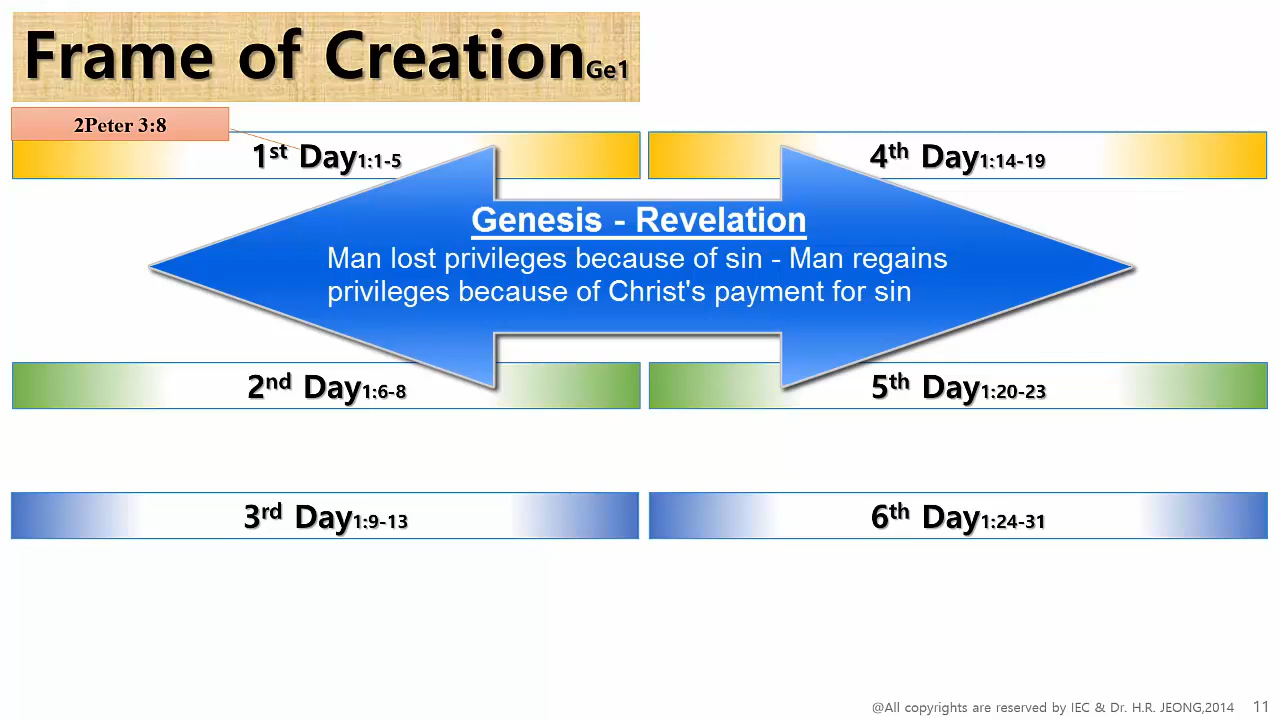 Frame of CreationGe1
2Peter 3:8
1st Day1:1-5
4th Day1:14-19
Genesis - Revelation
Man lost privileges because of sin - Man regains
privileges because of Christ's payment for sin
2nd Day1:6-8
5th Day1:20-23
3rd Day1:9-13
6th Day1:24-31
@All copyrights are reserved by IEC & Dr. H.R. JEONG,2014 11